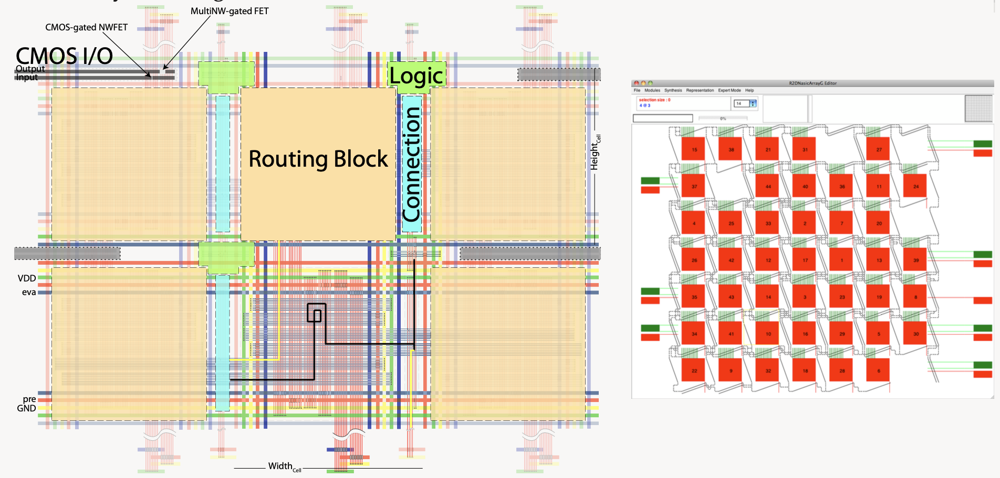 MultiNW-gated FET
CMOS-gated NWFET
CMOS I/O
Output
Input
Logic
Routing Block
Connection
Height Cell
VDD
eva
pre
GND
Width Cell
R2DNasicArrayG Editor
File Modules Synthesis Representation Expert Mode Help
selection size : 0
4 @ 3
14
0%
15 38 21 31 27
37 44 40 36 11 24
4 25 33 2 7 20
26 42 12 17 1 13 39
35 43 14 3 23 19 8
34 41 10 16 29 5 30
22 9 32 18 28 6